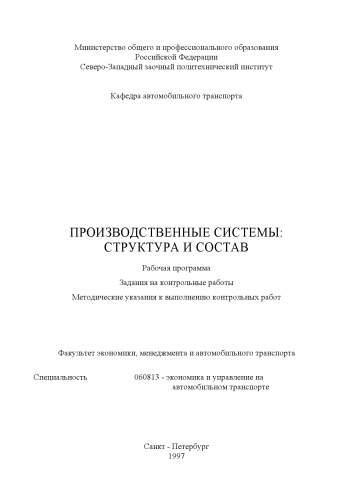 Министерство общего и профессионального образования
Российской Федерации
Северо-Западный заочный политехнический институт
Кафедра автомобильного транспорта
ПРОИЗВОДСТВЕННЫЕ СИСТЕМЫ:
СТРУКТУРА И СОСТАВ
Рабочая программа
Задания на контрольные работы
Методические указания к выполнению контрольных работ
Факультет экономики, менеджмента и автомобильного транспорта
Специальность 060813 - экономика и управление на
автомобильном транспорте
Санкт - Петербург
1997